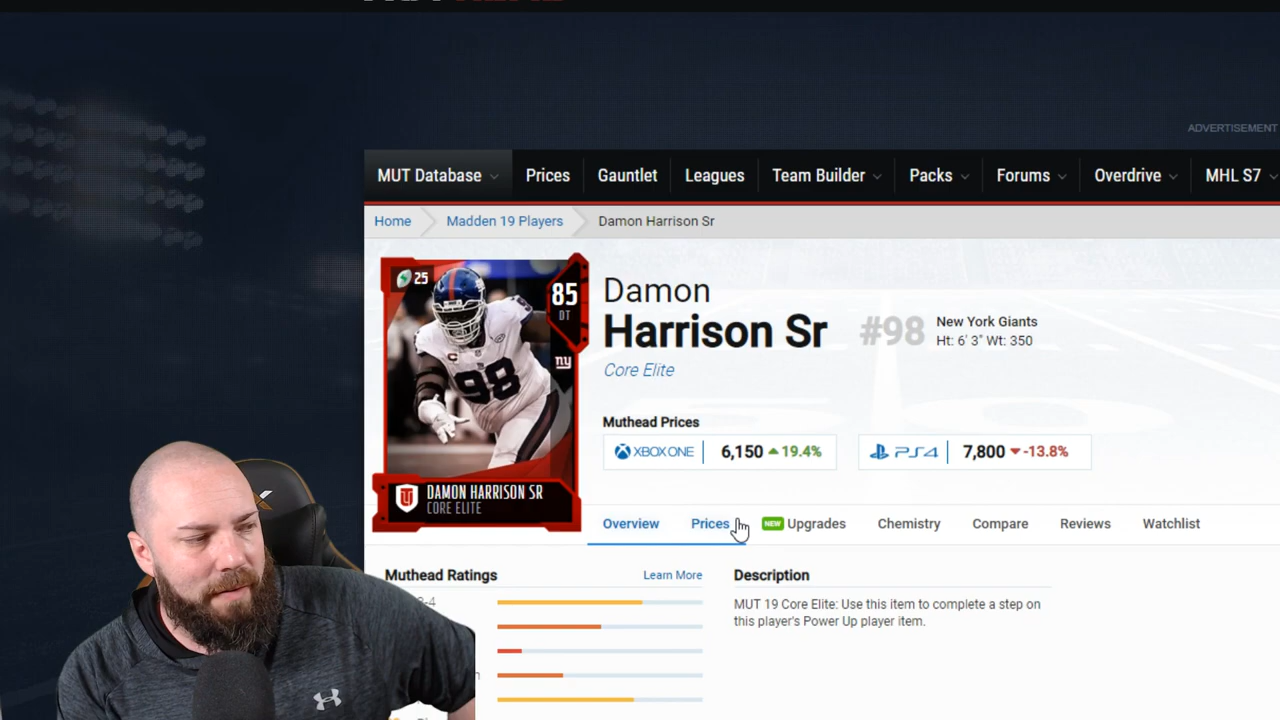 ADVERTISEMENT
MUT Database Prices Gauntlet Leagues Team Builder Packs Forums Overdrive MHL S7
Home Madden 19 Players Damon Harrison Sr
25
85
DT
ny
98
DAMON HARRISON SR
CORE ELITE
Damon
Harrison Sr
#98
New York Giants
Ht: 6' 3" Wt: 350
Core Elite
Muthead Prices
XBOX ONE 6,150 19.4%
PS4 7,800 -13.8%
Overview Prices NEW Upgrades Chemistry Compare Reviews Watchlist
Muthead Ratings Learn More
Description
MUT 19 Core Elite: Use this item to complete a step on
this player's Power Up player item.